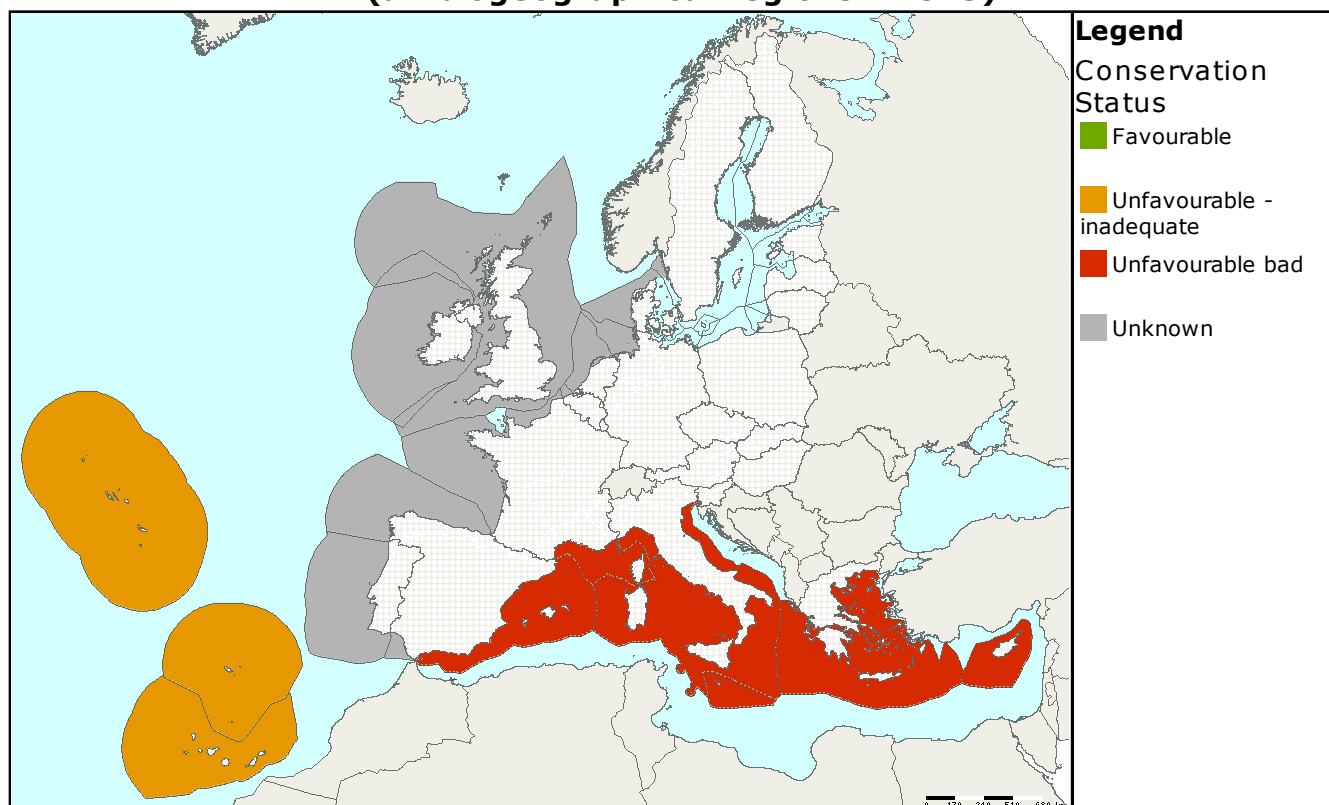 Legend
Conservation
Status
Favourable
Unfavourable -
inadequate
Unfavourable bad
Unknown